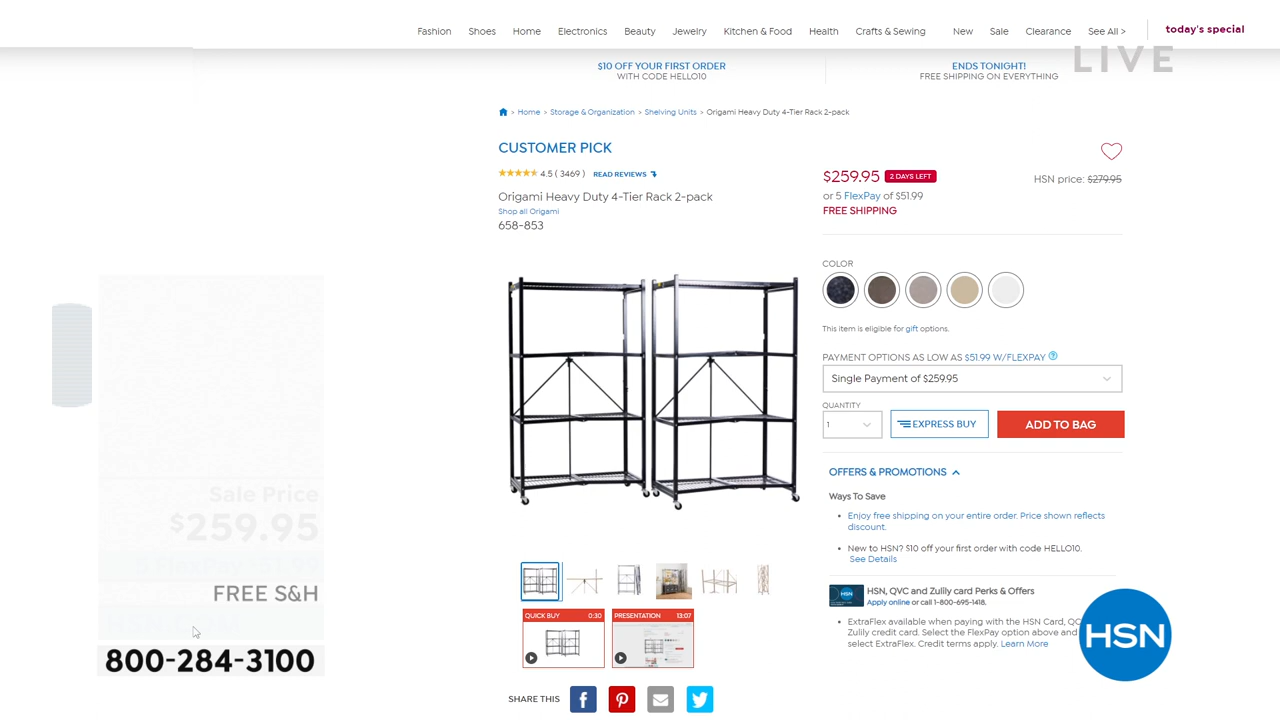 Fashion Shoes Home Electronics Beauty Jewelry Kitchen & Food Health Crafts & Sewing New Sale Clearance See All > today's special
LIVE
$10 OFF YOUR FIRST ORDER
WITH CODE HELLO10
ENDS TONIGHT!
FREE SHIPPING ON EVERYTHING
> Home > Storage & Organization > Shelving Units > Origami Heavy Duty 4-Tier Rack 2-pack
CUSTOMER PICK
4.5 ( 3469 ) READ REVIEWS
Origami Heavy Duty 4-Tier Rack 2-pack
Shop all Origami
658-853
$259.95 2 DAYS LEFT
HSN price: $279.95
or 5 FlexPay of $51.99
FREE SHIPPING
COLOR
This item is eligible for gift options.
PAYMENT OPTIONS AS LOW AS $51.99 W/FLEXPAY ?
Single Payment of $259.95
QUANTITY
1
EXPRESS BUY
ADD TO BAG
OFFERS & PROMOTIONS
Ways To Save
• Enjoy free shipping on your entire order. Price shown reflects
discount.
• New to HSN? $10 off your first order with code HELLO10.
See Details
HSN
HSN, QVC and Zulily card Perks & Offers
Apply online or call 1-800-695-1418.
• ExtraFlex available when paying with the HSN Card, QC
Zulily credit card. Select the FlexPay option above and
select ExtraFlex. Credit terms apply. Learn More
QUICK BUY 0:30
PRESENTATION 13:07
SHARE THIS
Sale Price
$259.95
FREE S&H
800-284-3100
HSN